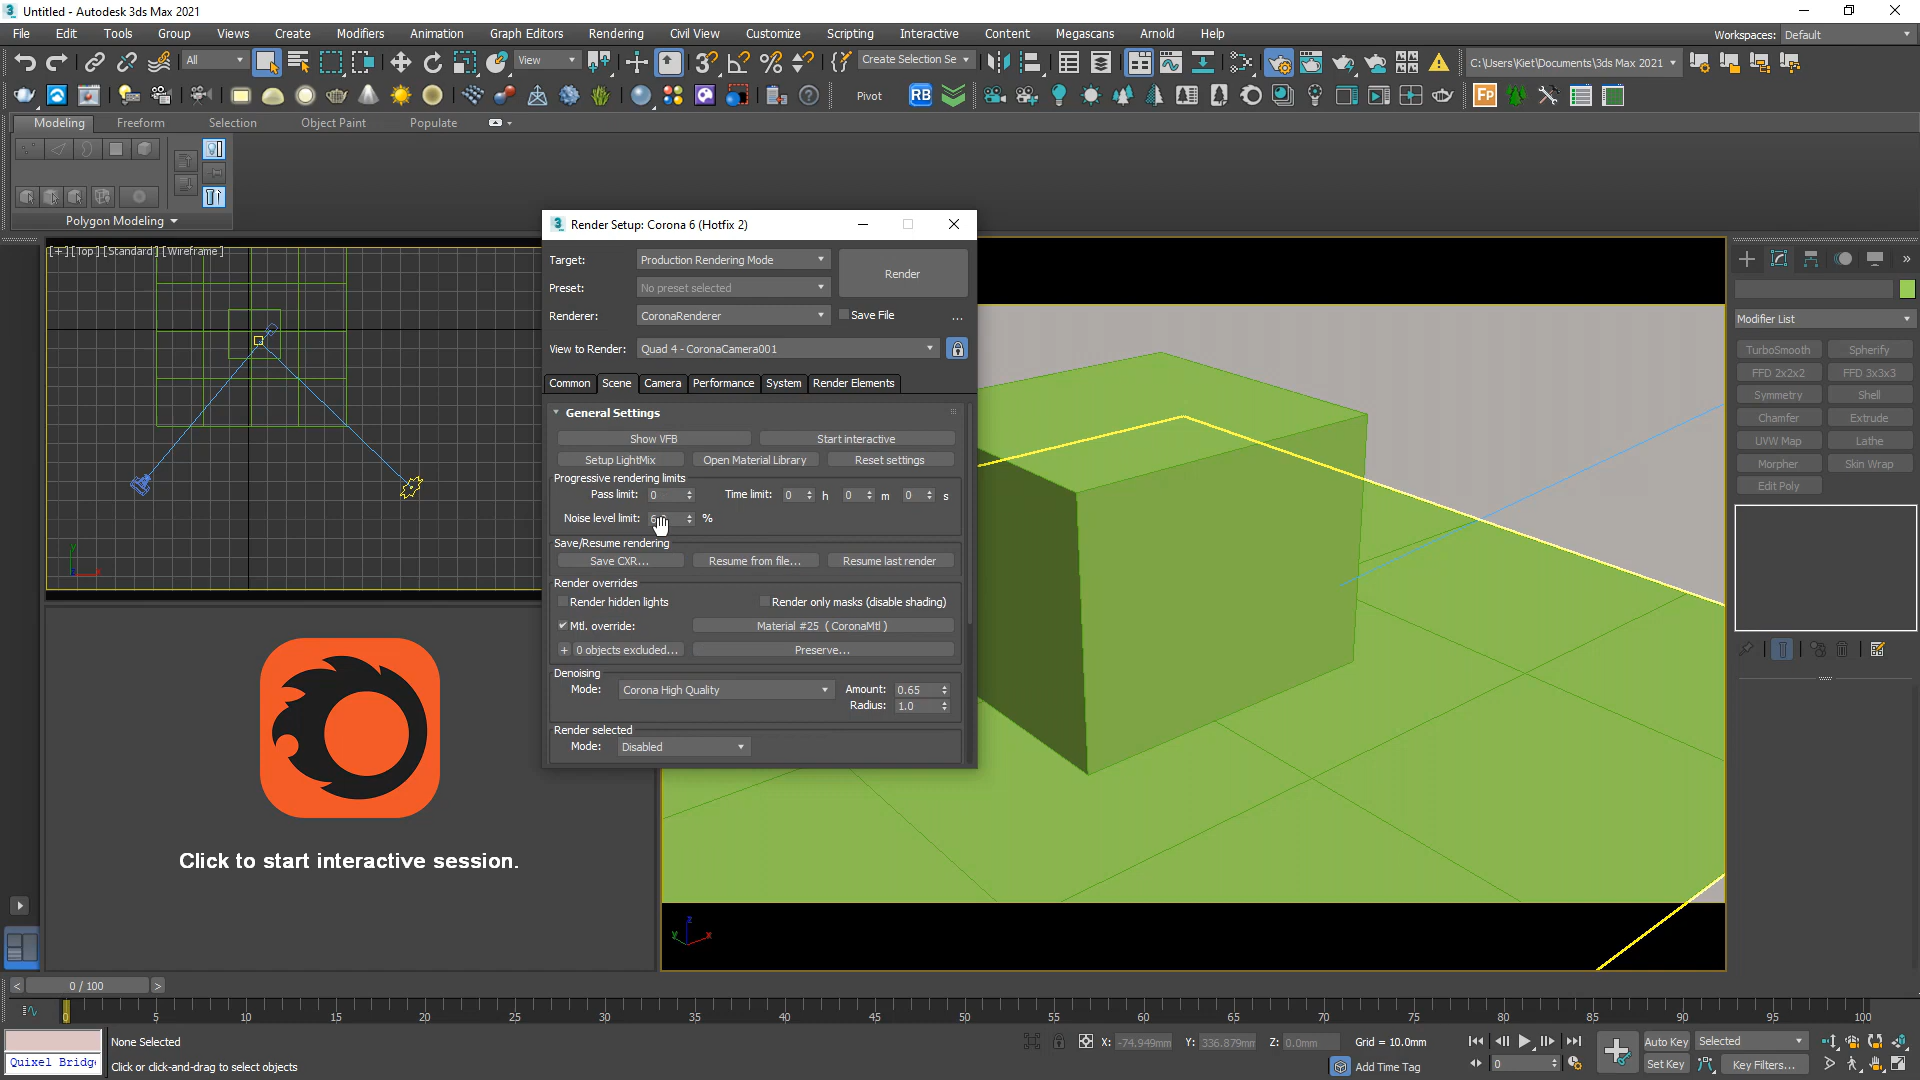 Untitled - Autodesk 3ds Max 2021
File Edit Tools Group Views Create Modifiers Animation Graph Editors Rendering Civil View Customize Scripting Interactive Content Megascans Arnold Help
Workspaces: Default
All View Create Selection Se C:\Users\Kiet\Documents\3ds Max 2021
Pivot RB Fp
Modeling Freeform Selection Object Paint Populate
Polygon Modeling
[+] [Top] [Standard] [Wireframe]
Render Setup: Corona 6 (Hotfix 2)
Target: Production Rendering Mode Render
Preset: No preset selected
Renderer: CoronaRenderer Save File ...
View to Render: Quad 4 - CoronaCamera001
Common Scene Camera Performance System Render Elements
General Settings
Show VFB Start interactive
Setup LightMix Open Material Library Reset settings
Progressive rendering limits
Pass limit: 0 Time limit: 0 h 0 m 0 s
Noise level limit: %
Save/Resume rendering
Save CXR... Resume from file... Resume last render
Render overrides
Render hidden lights Render only masks (disable shading)
Mtl. override: Material #25 ( CoronaMtl )
+ 0 objects excluded... Preserve...
Denoising
Mode: Corona High Quality Amount: 0.65
Radius: 1.0
Render selected
Mode: Disabled
Modifier List
TurboSmooth Spherify
FFD 2x2x2 FFD 3x3x3
Symmetry Shell
Chamfer Extrude
UVW Map Lathe
Morpher Skin Wrap
Edit Poly
Click to start interactive session.
z y x
< 0 / 100 >
0 5 10 15 20 25 30 35 40 45 50 55 60 65 70 75 80 85 90 95 100
None Selected X: -74.949mm Y: 336.879mm Z: 0.0mm Grid = 10.0mm Auto Key Selected
Quixel Bridg Click or click-and-drag to select objects Add Time Tag 0 Set Key Key Filters...